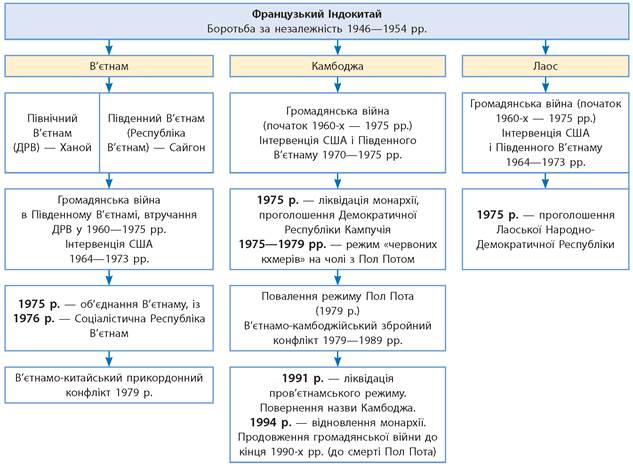 Французький Індокитай
Боротьба за незалежність 1946—1954 рр.
В'єтнам
Північний
В'єтнам
(ДРВ) — Ханой
Південний В'єтнам
(Республіка
В'єтнам) — Сайгон
Громадянська війна
в Південному В'єтнамі, втручання
ДРВ у 1960—1975 рр.
Інтервенція США
1964—1973 рр.
1975 р. — об'єднання В'єтнаму, із
1976 р. — Соціалістична Республіка
В'єтнам
В'єтнамо-китайський прикордонний
конфлікт 1979 р.
Камбоджа
Громадянська війна
(початок 1960-х — 1975 рр.)
Інтервенція США і Південного
В'єтнаму 1970—1975 рр.
1975 р. — ліквідація монархії,
проголошення Демократичної
Республіки Кампучія
1975—1979 рр. — режим «червоних
кхмерів» на чолі з Пол Потом
Повалення режиму Пол Пота
(1979 р.)
В'єтнамо-камбоджійський збройний
конфлікт 1979—1989 рр.
1991 р. — ліквідація
пров'єтнамського режиму.
Повернення назви Камбоджа.
1994 р. — відновлення монархії.
Продовження громадянської війни до
кінця 1990-х рр. (до смерті Пол Пота)
Лаос
Громадянська війна (початок
1960-х — 1975 рр.)
Інтервенція США
і Південного В'єтнаму
1964—1973 рр.
1975 р. — проголошення
Лаоської Народно-
Демократичної Республіки